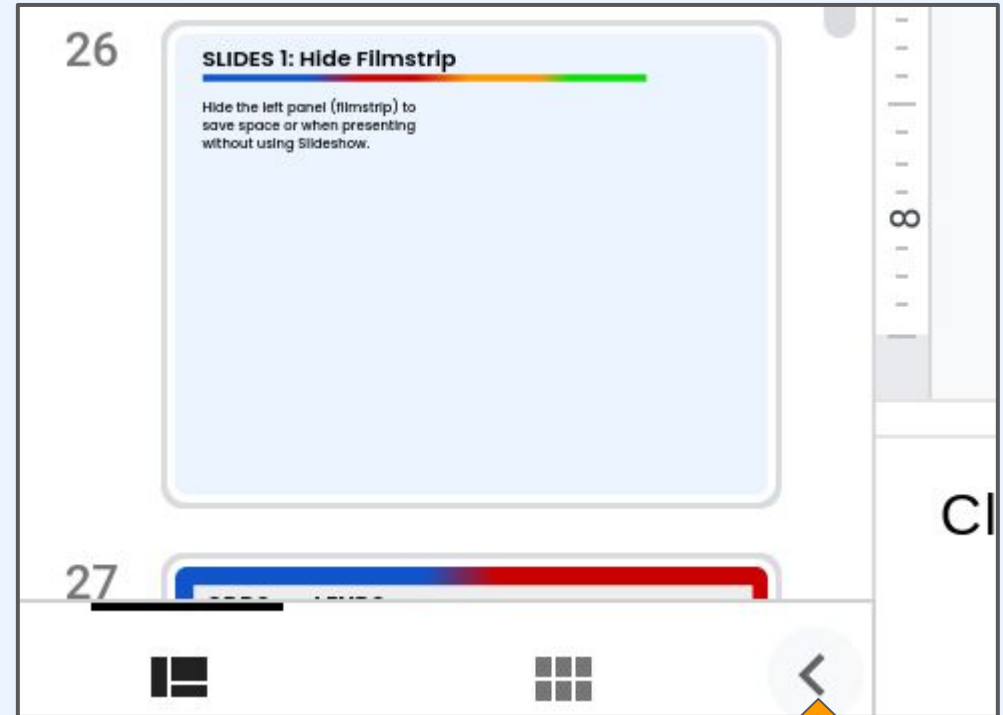 26
SLIDES 1: Hide Filmstrip
Hide the left panel (filmstrip) to
save space or when presenting
without using Slideshow.
8
Cl
27